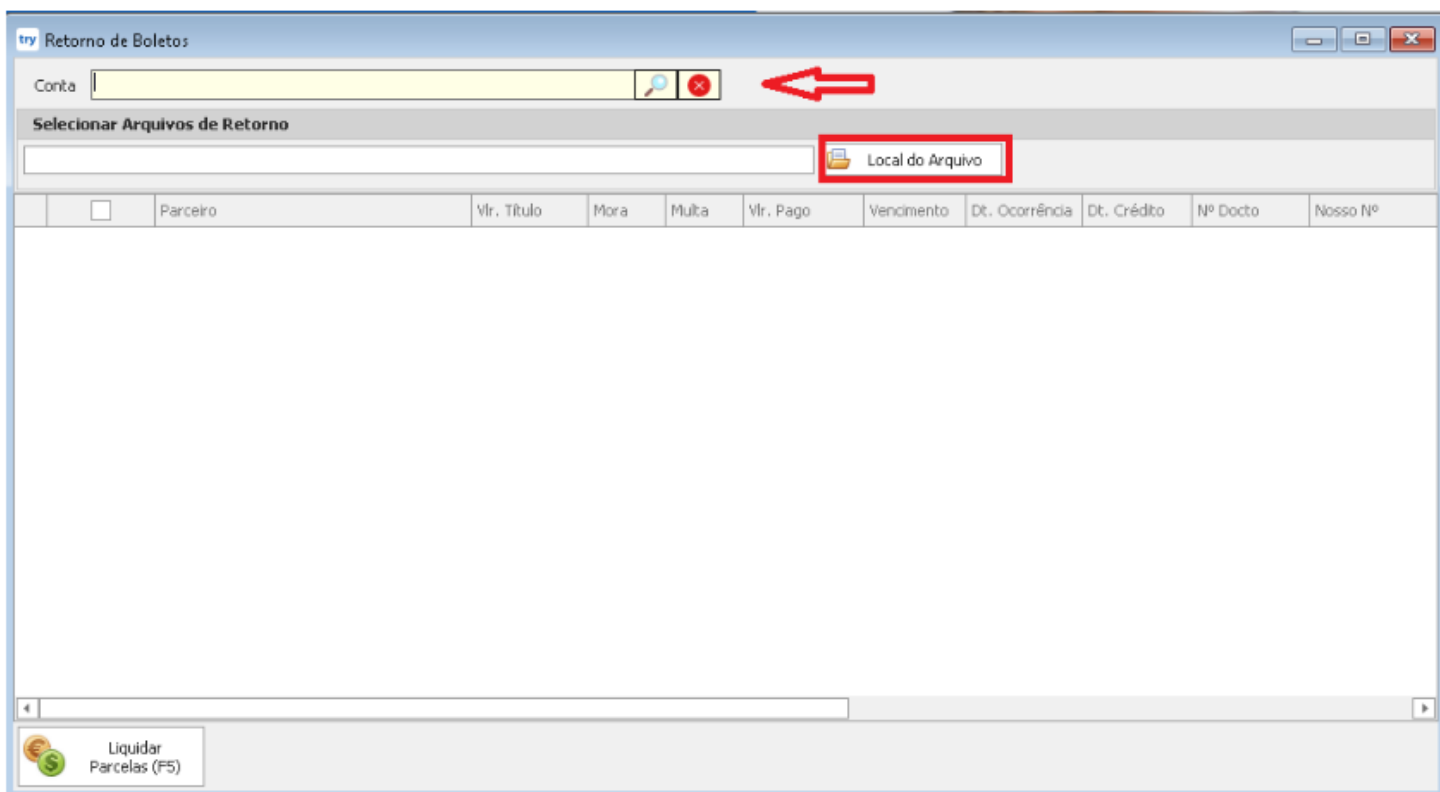 try Retorno de Boletos
Conta
Selecionar Arquivos de Retorno
Local do Arquivo
Parceiro Vlr. Título Mora Multa Vlr. Pago Vencimento Dt. Ocorrência Dt. Crédito Nº Docto Nosso Nº
Liquidar
Parcelas (F5)